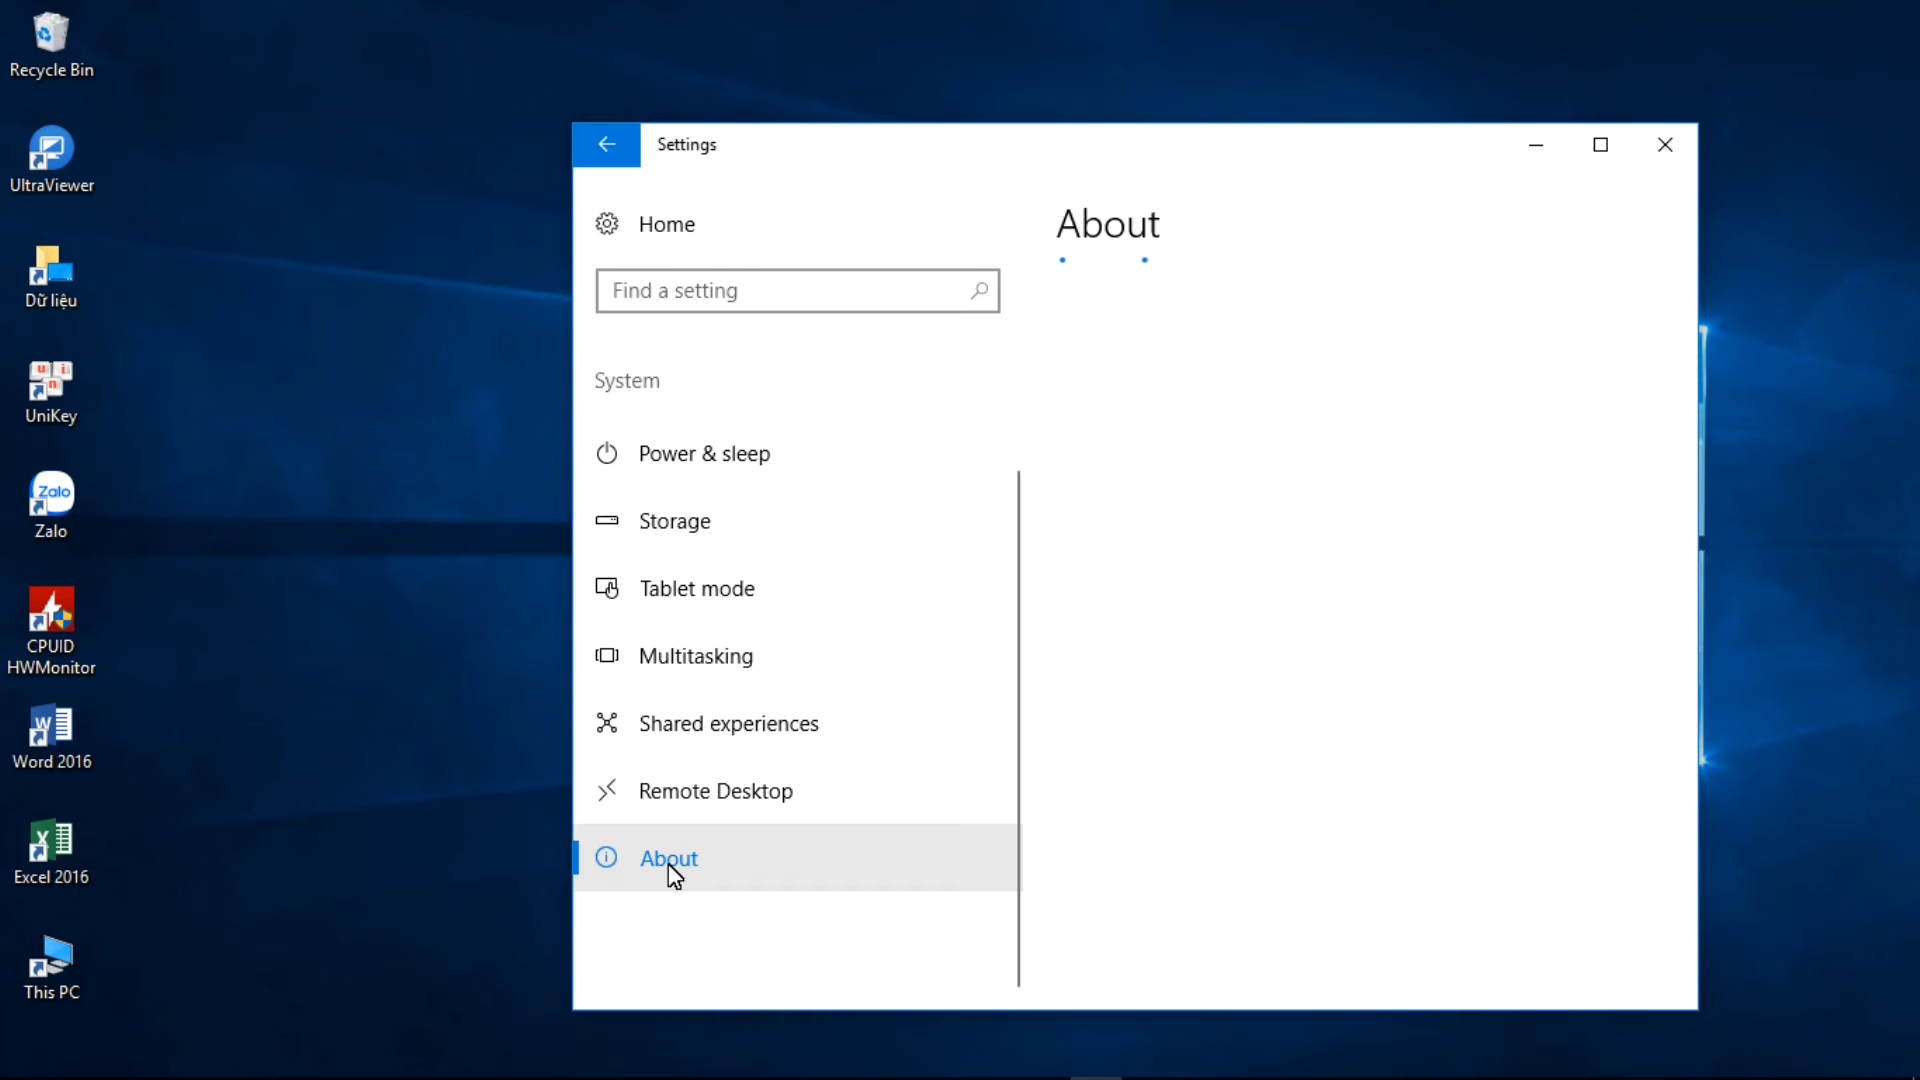 Recycle Bin
UltraViewer
Dữ liệu
UniKey
Zalo
Zalo
CPUID
HWMonitor
Word 2016
Excel 2016
This PC
Settings
Home
Find a setting
System
Power & sleep
Storage
Tablet mode
Multitasking
Shared experiences
Remote Desktop
About
About